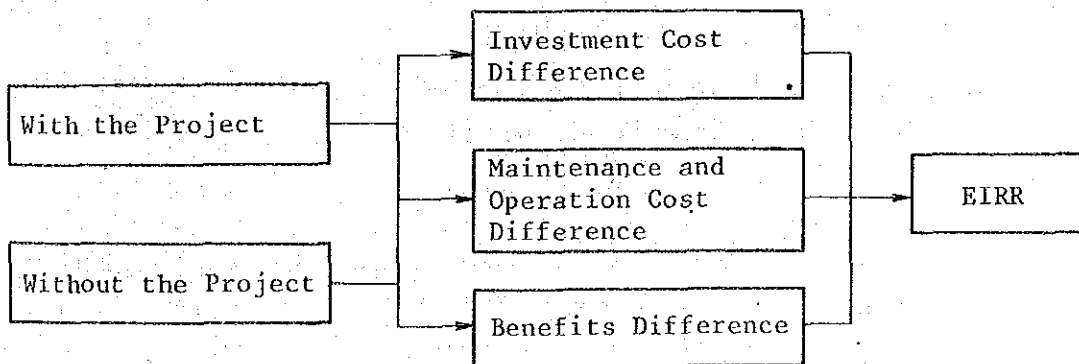 With the Project
Without the Project
Investment Cost
Difference
Maintenance and
Operation Cost
Difference
Benefits Difference
EIRR